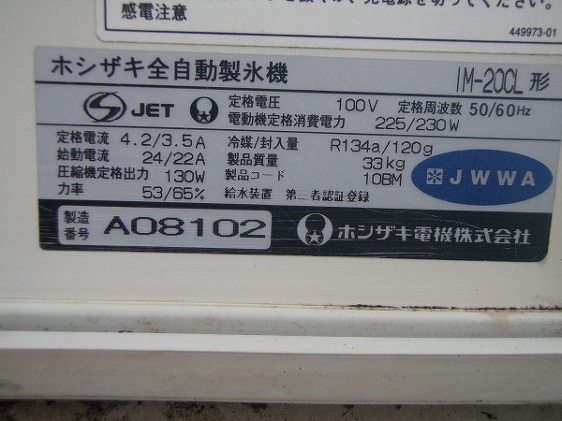 感電注意
449973-01
ホシザキ全自動製氷機 IM-20CL形
S JET 定格電圧 100V 定格周波数 50/60Hz
電動機定格消費電力 225/230W
定格電流 4.2/3.5A 冷媒/封入量 R134a/120g
始動電流 24/22A 製品質量 33kg
圧縮機定格出力 130W 製品コード 10BM
力率 53/65% 給水装置 第三者認証登録
JWWA
製造番号 A08102 ホシザキ電機株式会社